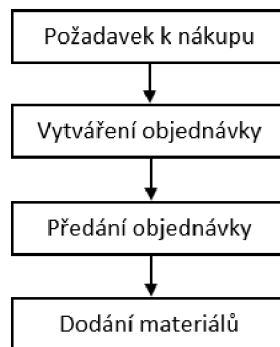 Požadavek k nákupu
Vytváření objednávky
Předání objednávky
Dodání materiálů